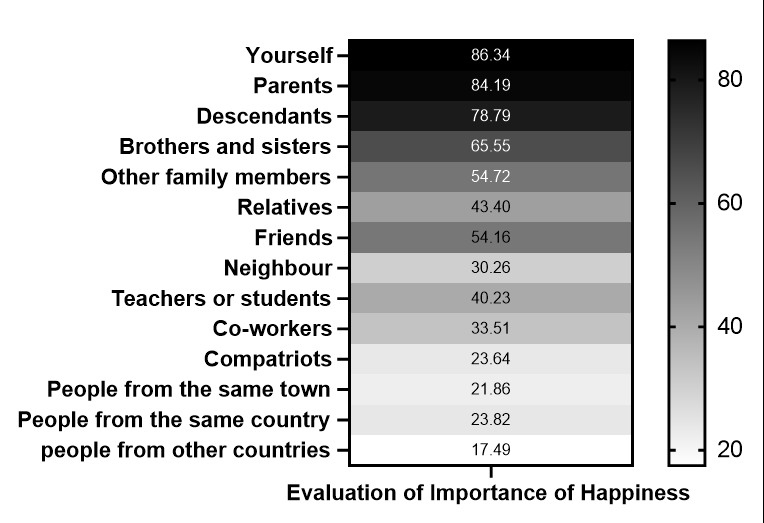 Yourself 86.34
Parents 84.19
Descendants 78.79
Brothers and sisters 65.55
Other family members 54.72
Relatives 43.40
Friends 54.16
Neighbour 30.26
Teachers or students 40.23
Co-workers 33.51
Compatriots 23.64
People from the same town 21.86
People from the same country 23.82
people from other countries 17.49
Evaluation of Importance of Happiness
80
60
40
20